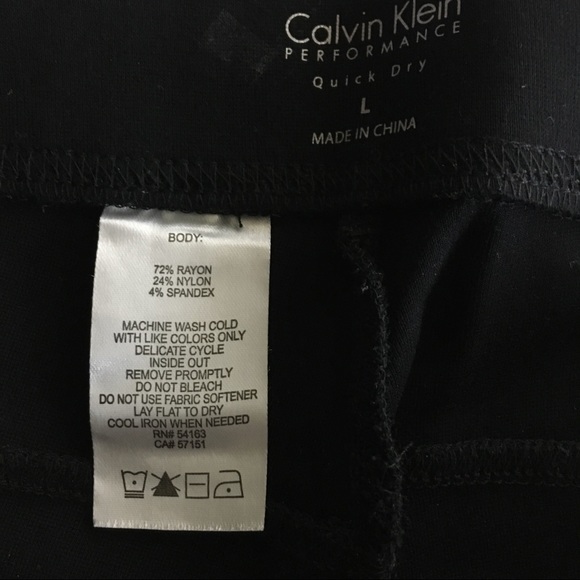 Calvin Klein
PERFORMANCE
Quick Dry
L
MADE IN CHINA
BODY:
72% RAYON
24% NYLON
4% SPANDEX
MACHINE WASH COLD
WITH LIKE COLORS ONLY
DELICATE CYCLE
INSIDE OUT
REMOVE PROMPTLY
DO NOT BLEACH
DO NOT USE FABRIC SOFTENER
LAY FLAT TO DRY
COOL IRON WHEN NEEDED
RN# 54163
CA# 57151